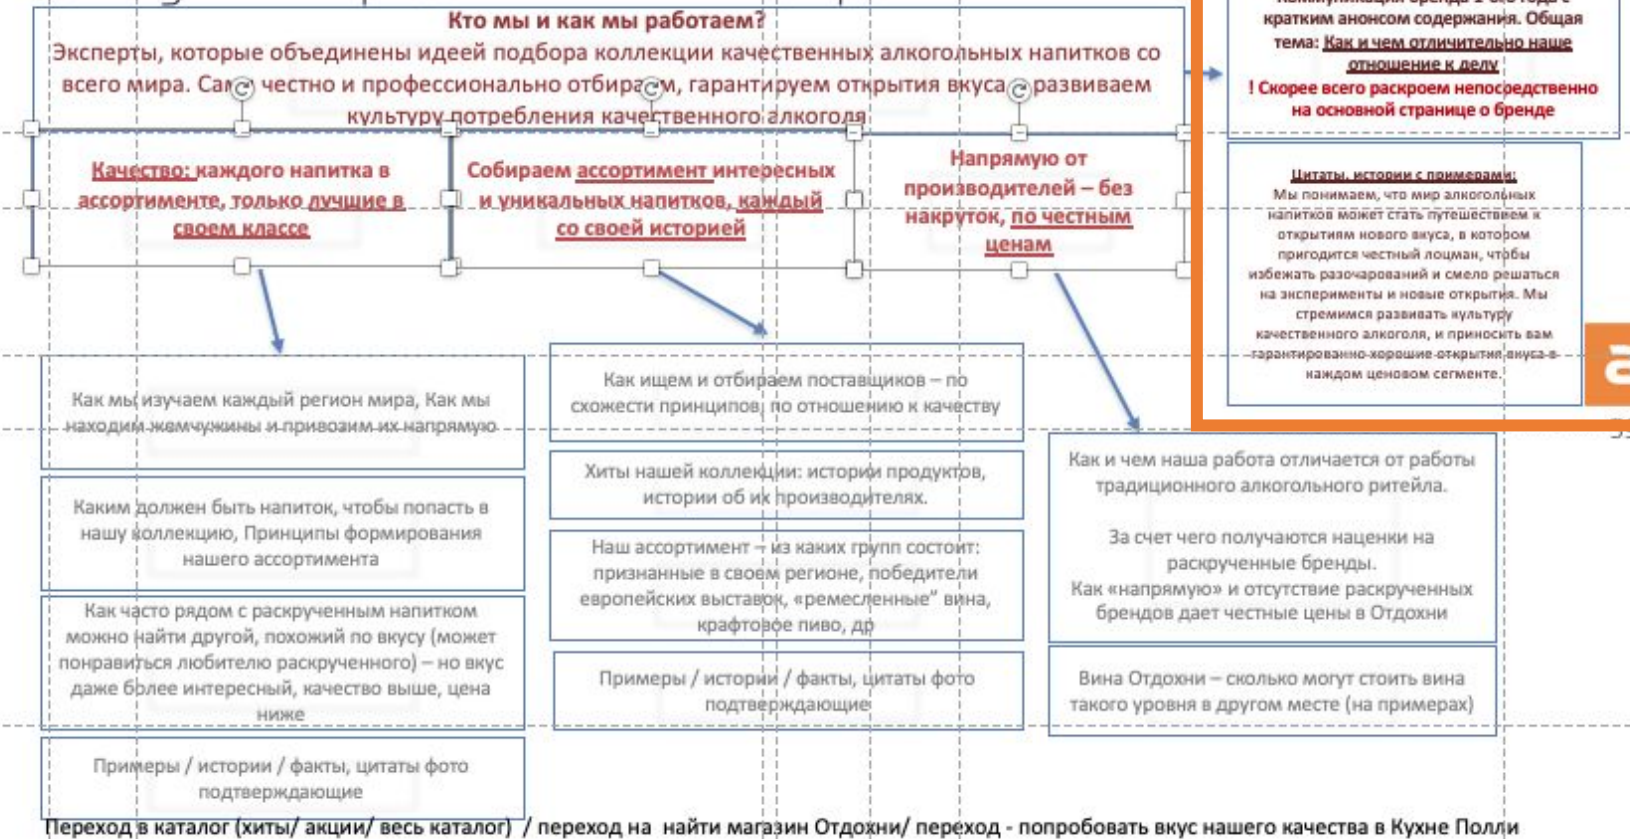 Кто мы и как мы работаем?
Эксперты, которые объединены идеей подбора коллекции качественных алкогольных напитков со
всего мира. честно и профессионально гарантируем открытия вкуса развиваем
культуру потребления качественного алкоголя
Качество: каждого напитка в
ассортименте, только лучшие в
своем классе
Собираем ассортимент интересных
и уникальных напитков, каждый
со своей историей
Напрямую от
производителей – без
накруток, по честным
ценам
кратким анонсом содержания. Общая
тема: Как и чем отличительно наше
отношение к делу
! Скорее всего раскроем непосредственно
на основной странице о бренде
Цитаты, истории с примерами:
Мы понимаем, что мир алкогольных
напитков может стать путешествием к
открытиям нового вкуса, в котором
пригодится честный лоцман, чтобы
избежать разочарований и смело решаться
на эксперименты и новые открытия. Мы
стремимся развивать культуру
качественного алкоголя, и приносить вам
гарантированно хорошие открытия вкуса в
каждом ценовом сегменте.
Как мы изучаем каждый регион мира, Как мы
находим жемчужины и привозим их напрямую
Каким должен быть напиток, чтобы попасть в
нашу коллекцию, Принципы формирования
нашего ассортимента
Как часто рядом с раскрученным напитком
можно найти другой, похожий по вкусу (может
понравиться любителю раскрученного) – но вкус
даже более интересный, качество выше, цена
ниже
Примеры / истории / факты, цитаты фото
подтверждающие
Как ищем и отбираем поставщиков – по
схожести принципов, по отношению к качеству
Хиты нашей коллекции: истории продуктов,
истории об их производителях.
Наш ассортимент – из каких групп состоит:
признанные в своем регионе, победители
европейских выставок, «ремесленные" вина,
крафтовое пиво, др
Примеры / истории / факты, цитаты фото
подтверждающие
Как и чем наша работа отличается от работы
традиционного алкогольного ритейла.
За счет чего получаются наценки на
раскрученные бренды.
Как «напрямую» и отсутствие раскрученных
брендов дает честные цены в Отдохни
Вина Отдохни – сколько могут стоить вина
такого уровня в другом месте (на примерах)
Переход в каталог (хиты/ акции/ весь каталог) / переход на найти магазин Отдохни/ переход - попробовать вкус нашего качества в Кухне Полли